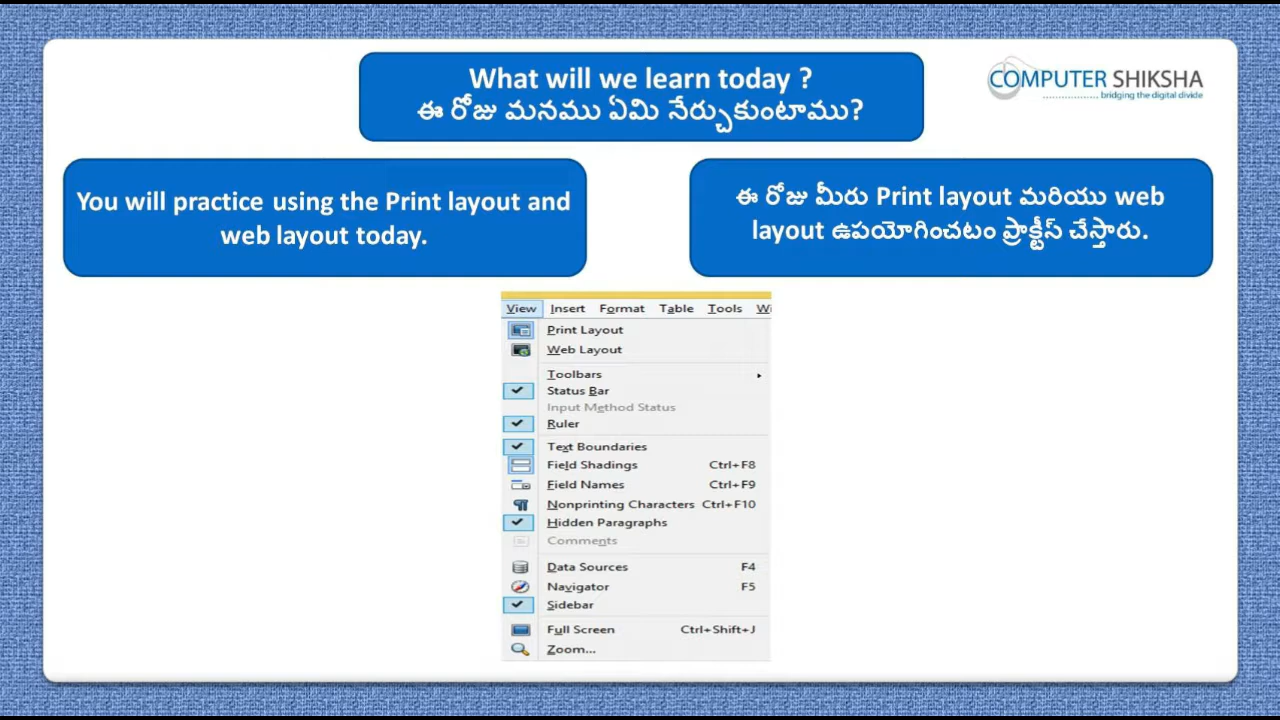 What will we learn today ?
ఈ రోజు మనము ఏమి నేర్చుకుంటాము?
COMPUTER SHIKSHA
bridging the digital divide
You will practice using the Print layout and
web layout today.
ఈ రోజు మీరు Print layout మరియు web
layout ఉపయోగించటం ప్రాక్టీస్ చేస్తారు.
View Insert Format Table Tools
Print Layout
Web Layout
Toolbars
Status Bar
Input Method Status
Ruler
Text Boundaries
Field Shadings Ctrl+F8
Field Names Ctrl+F9
Nonprinting Characters Ctrl+F10
Hidden Paragraphs
Comments
Data Sources F4
Navigator F5
Sidebar
Full Screen Ctrl+Shift+J
Zoom...